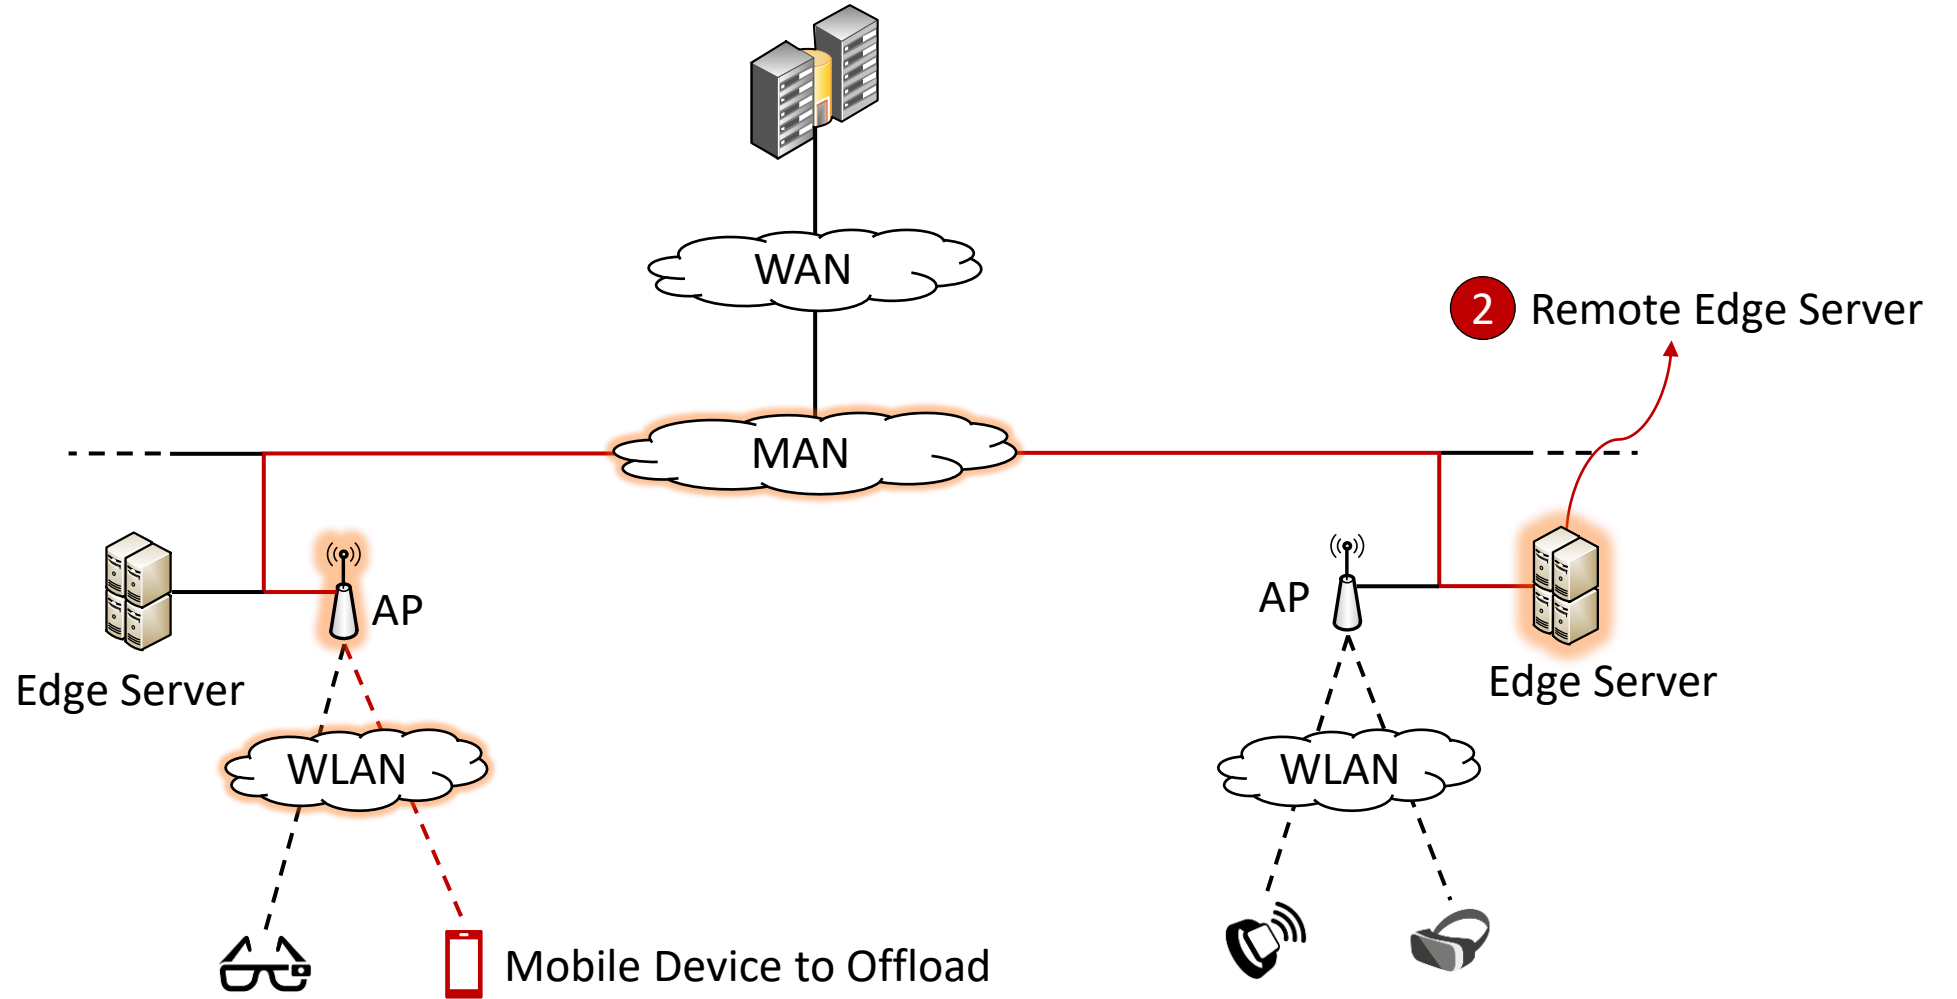 WAN
2 Remote Edge Server
MAN
AP
AP
Edge Server
Edge Server
WLAN
WLAN
Mobile Device to Offload